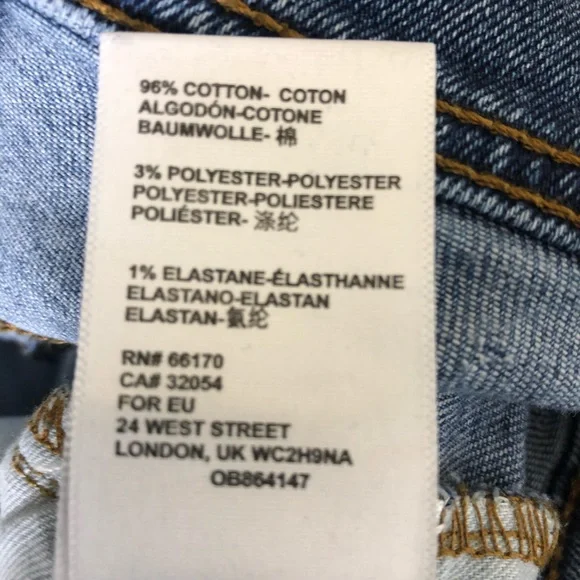 96% COTTON- COTON
ALGODÓN-COTONE
BAUMWOLLE- 棉
3% POLYESTER-POLYESTER
POLYESTER-POLIESTERE
POLIÉSTER- 涤纶
1% ELASTANE-ÉLASTHANNE
ELASTANO-ELASTAN
ELASTAN-氨纶
RN# 66170
CA# 32054
FOR EU
24 WEST STREET
LONDON, UK WC2H9NA
OB864147